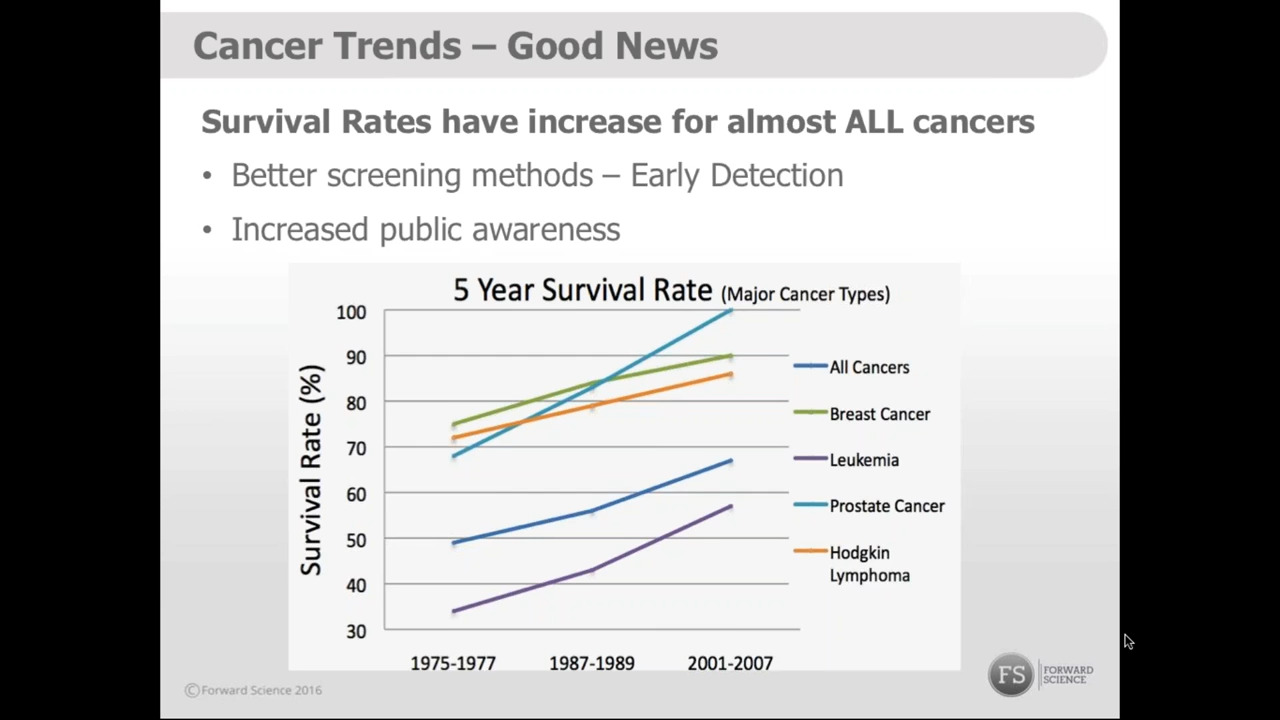 Cancer Trends – Good News
Survival Rates have increase for almost ALL cancers
• Better screening methods – Early Detection
• Increased public awareness
5 Year Survival Rate (Major Cancer Types)
Survival Rate (%)
100
90
80
70
60
50
40
30
1975-1977 1987-1989 2001-2007
All Cancers
Breast Cancer
Leukemia
Prostate Cancer
Hodgkin
Lymphoma
©Forward Science 2016
FS
FORWARD
SCIENCE